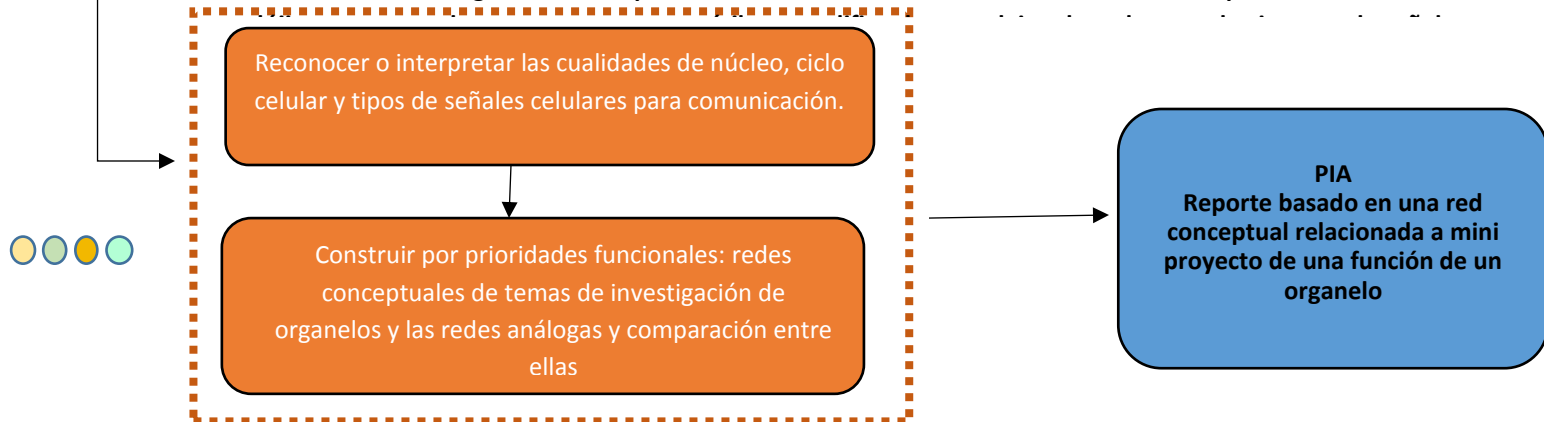 Reconocer o interpretar las cualidades de núcleo, ciclo
celular y tipos de señales celulares para comunicación.
Construir por prioridades funcionales: redes
conceptuales de temas de investigación de
organelos y las redes análogas y comparación entre
ellas
PIA
Reporte basado en una red
conceptual relacionada a mini
proyecto de una función de un
organelo